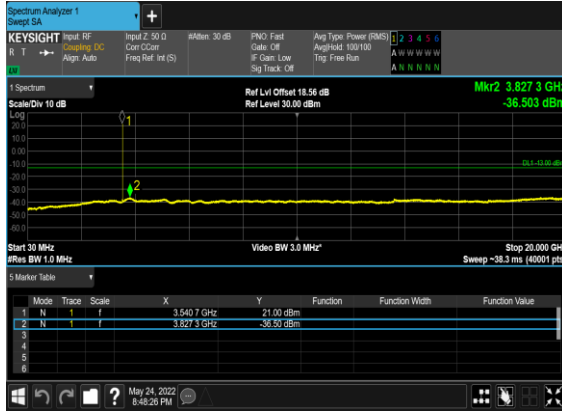 Spectrum Analyzer 1
Swept SA
+
KEYSIGHT Input: RF Input Z: 50 Ω #Atten: 30 dB PNO: Fast Avg Type: Power (RMS) 1 2 3 4 5 6
R T Coupling: DC Corr CCorr Gate: Off Avg|Hold: 100/100 A W W W W W
Align: Auto Freq Ref: Int (S) IF Gain: Low Trig: Free Run
Sig Track: Off A N N N N N
1 Spectrum Ref Lvl Offset 18.56 dB Mkr2 3.827 3 GHz
Scale/Div 10 dB Ref Level 30.00 dBm -36.503 dBm
Log
20.0
10.0
0.00
-10.0
-20.0
-30.0
-40.0
-50.0
-60.0
1
2
DL1 -13.00 dBm
Start 30 MHz Video BW 3.0 MHz* Stop 20.000 GHz
#Res BW 1.0 MHz Sweep ~38.3 ms (40001 pts)
5 Marker Table
Mode Trace Scale X Y Function Function Width Function Value
1 N 1 f 3.540 7 GHz 21.00 dBm
2 N 1 f 3.827 3 GHz -36.50 dBm
3
4
5
6
? May 24, 2022
8:48:26 PM